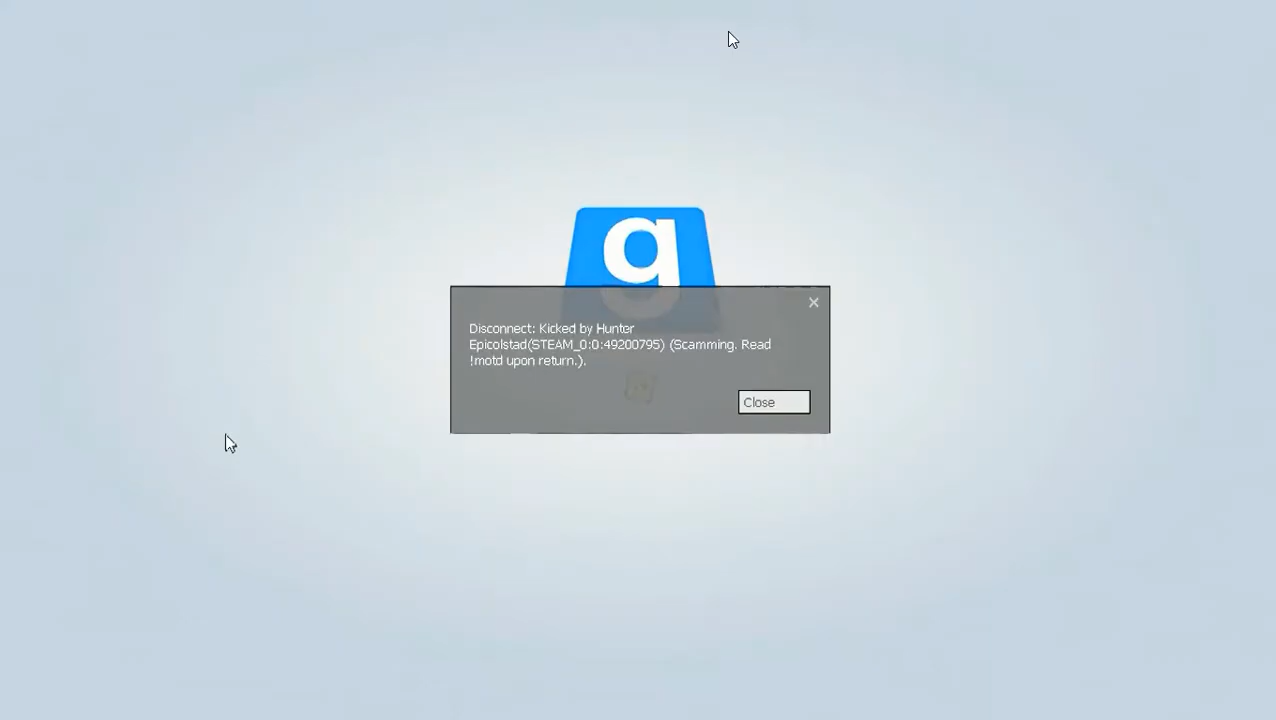 g
Disconnect: Kicked by Hunter
Epicolstad(STEAM_0:0:49200795) (Scamming. Read
!motd upon return.).
Close